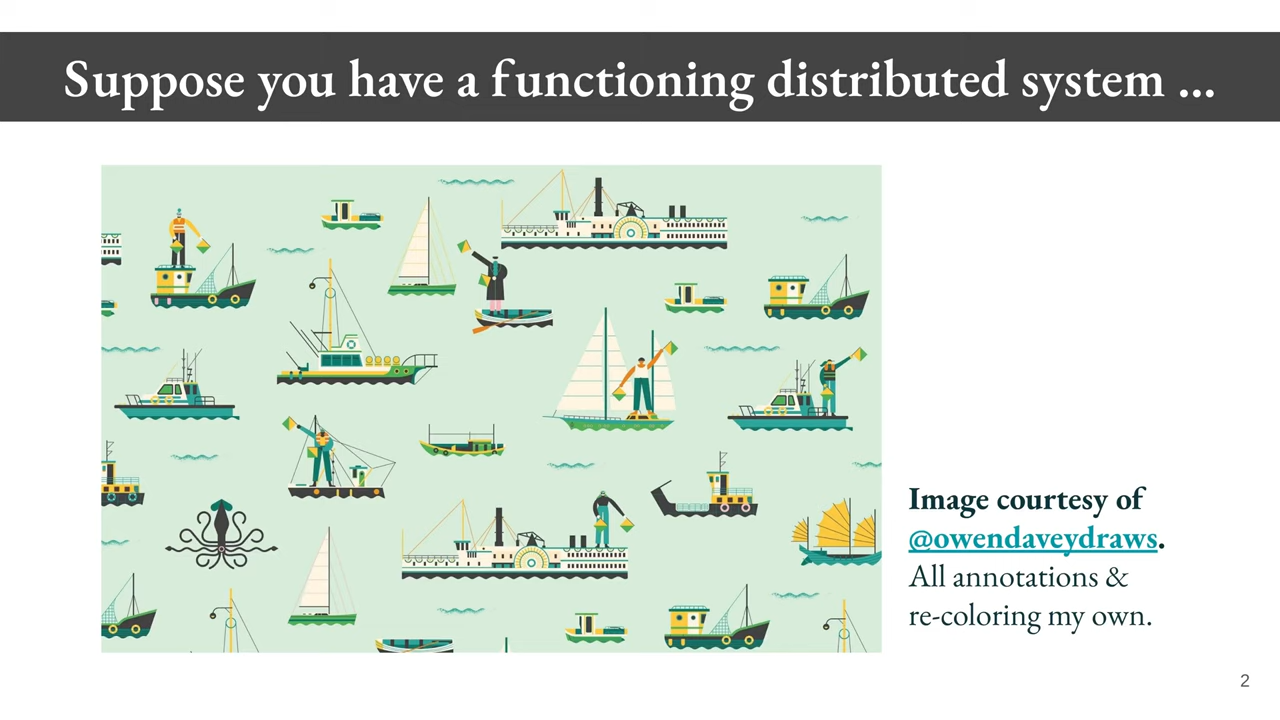 Suppose you have a functioning distributed system ...
Image courtesy of
@owendaveydraws.
All annotations &
re-coloring my own.
2